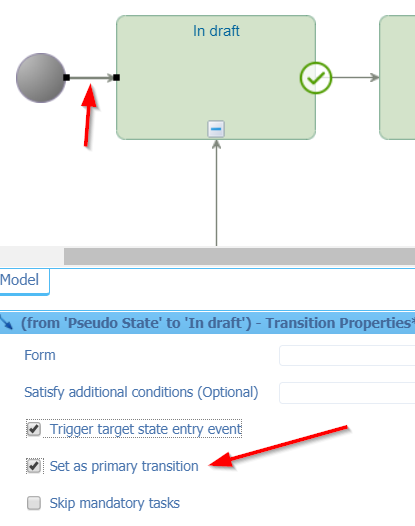 In draft
Model
(from 'Pseudo State' to 'In draft') - Transition Properties*
Form
Satisfy additional conditions (Optional)
Trigger target state entry event
Set as primary transition
Skip mandatory tasks